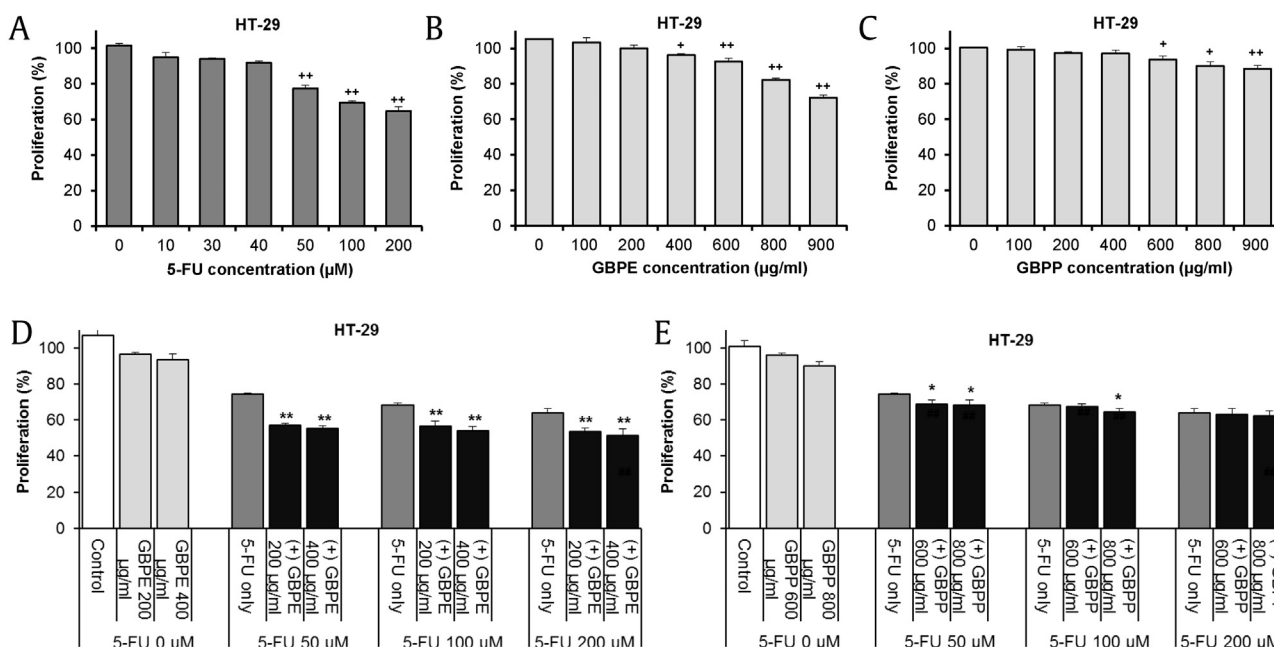 A
HT-29
Proliferation (%)
100
80
60
40
20
0
++
++
++
0 10 30 40 50 100 200
5-FU concentration (µM)
B
HT-29
Proliferation (%)
100
80
60
40
20
0
+
++
++
++
0 100 200 400 600 800 900
GBPE concentration (µg/ml)
C
HT-29
Proliferation (%)
100
80
60
40
20
0
+
+
++
0 100 200 400 600 800 900
GBPP concentration (µg/ml)
D
HT-29
Proliferation (%)
100
80
60
40
20
0
**
**
**
**
**
**
##
Control
GBPE 200
µg/ml
GBPE 400
µg/ml
5-FU only
(+) GBPE
200 µg/ml
(+) GBPE
400 µg/ml
5-FU only
(+) GBPE
200 µg/ml
(+) GBPE
400 µg/ml
5-FU only
(+) GBPE
200 µg/ml
(+) GBPE
400 µg/ml
5-FU 0 µM
5-FU 50 µM
5-FU 100 µM
5-FU 200 µM
E
HT-29
Proliferation (%)
100
80
60
40
20
0
*
*
*
##
##
##
##
##
Control
GBPP 600
µg/ml
GBPP 800
µg/ml
5-FU only
(+) GBPP
600 µg/ml
(+) GBPP
800 µg/ml
5-FU only
(+) GBPP
600 µg/ml
(+) GBPP
800 µg/ml
5-FU only
(+) GBPP
600 µg/ml
800 µg/ml
5-FU 0 µM
5-FU 50 µM
5-FU 100 µM
5-FU 200 µM